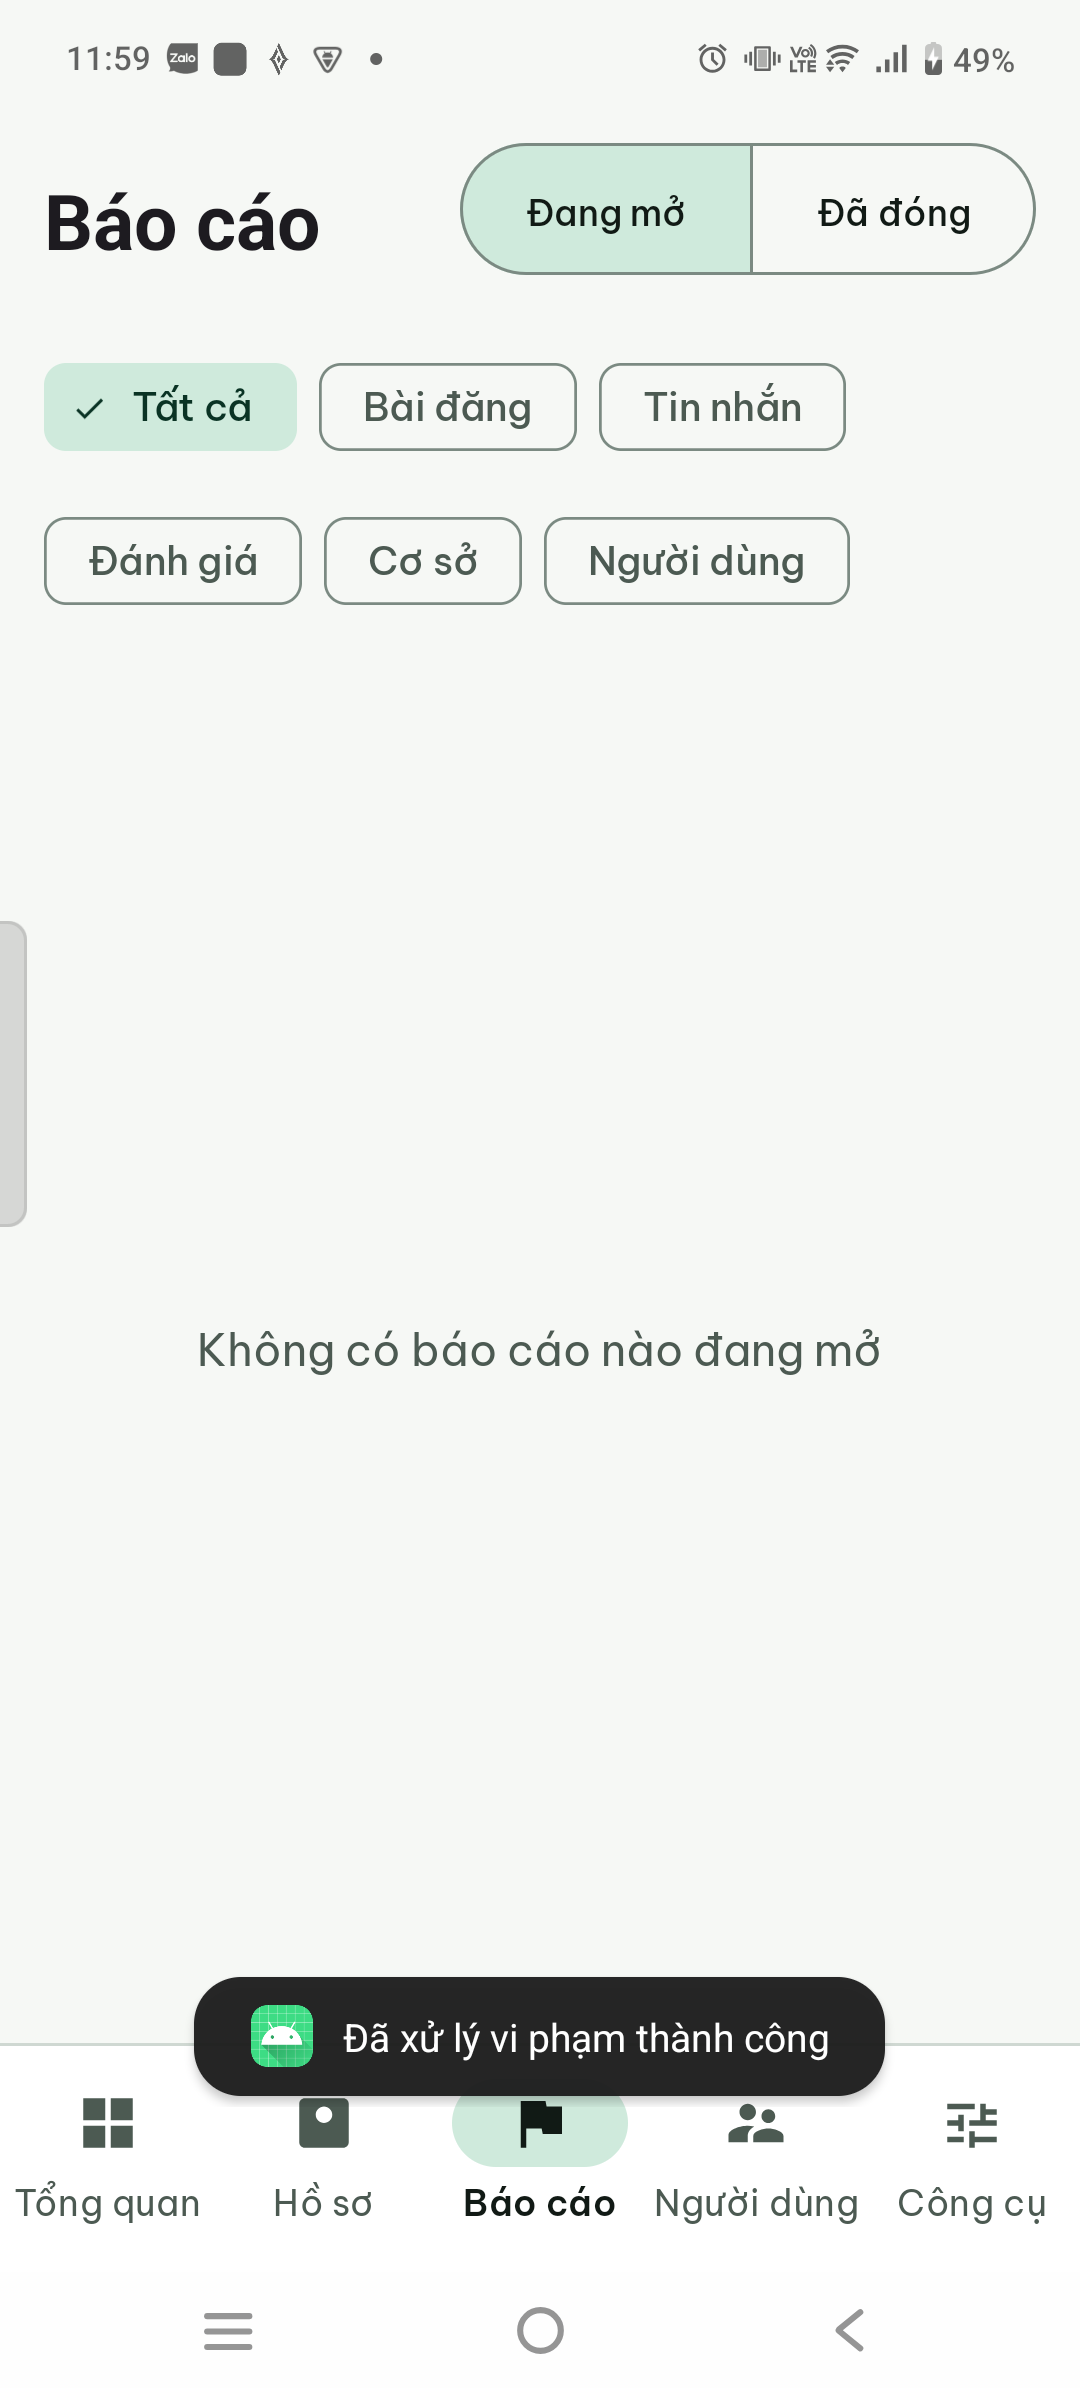 11:59 Zalo VoLTE 49%
Báo cáo
Đang mở Đã đóng
Tất cả Bài đăng Tin nhắn
Đánh giá Cơ sở Người dùng
Không có báo cáo nào đang mở
Đã xử lý vi phạm thành công
Tổng quan Hồ sơ Báo cáo Người dùng Công cụ